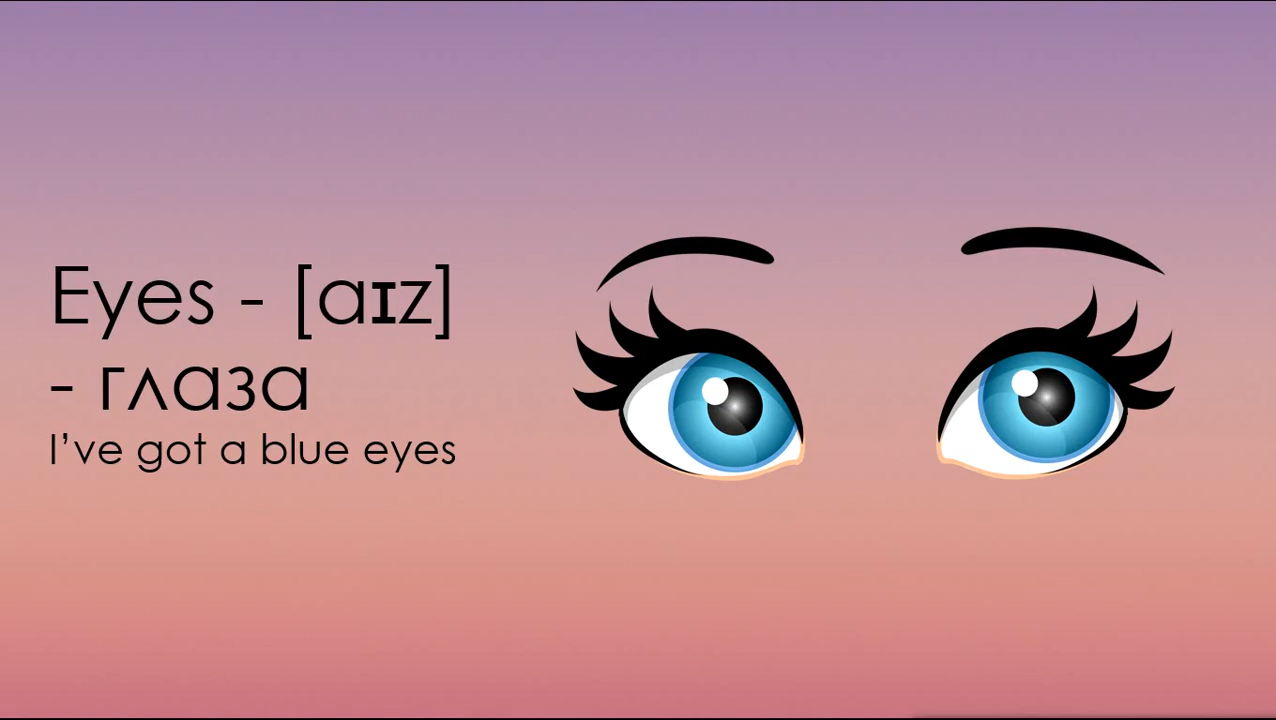 Eyes - [aɪz]
- глаза
I’ve got a blue eyes